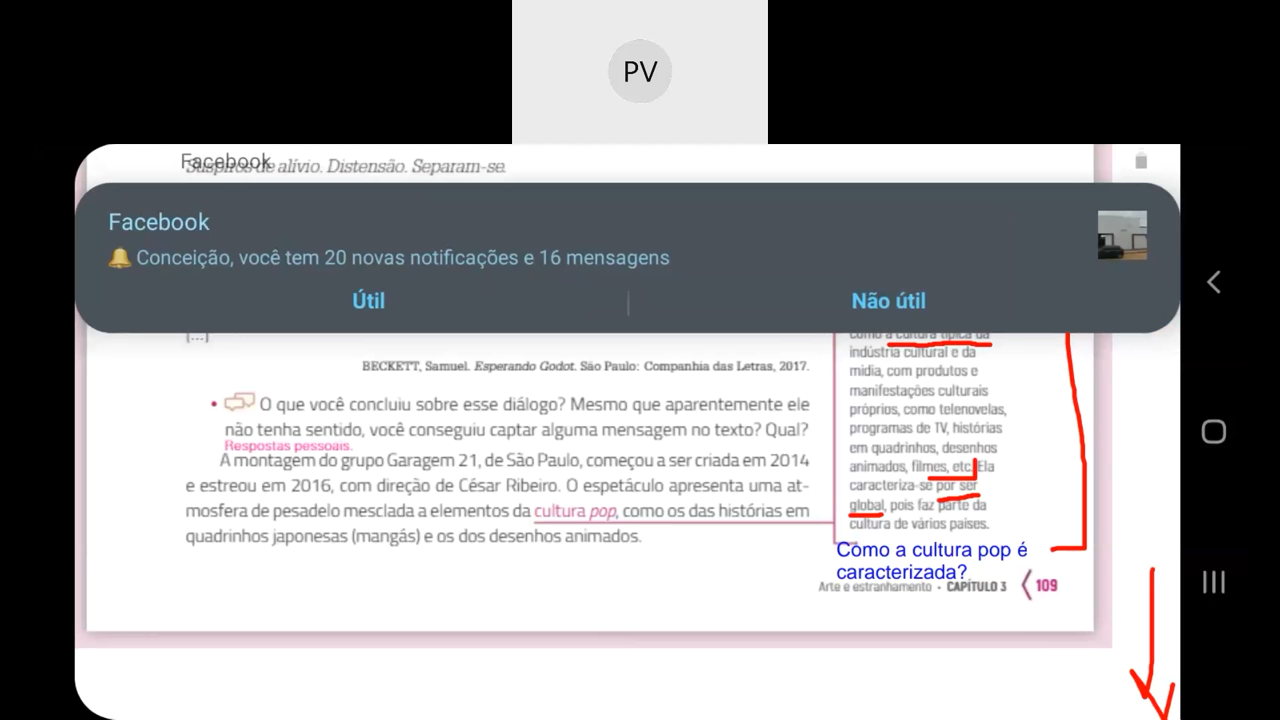 PV
Facebook
Suspiros de alívio. Distensão. Separam-se.
Facebook
Conceição, você tem 20 novas notificações e 16 mensagens
Útil
Não útil
[...]
BECKETT, Samuel. Esperando Godot. São Paulo: Companhia das Letras, 2017.
• O que você concluiu sobre esse diálogo? Mesmo que aparentemente ele
não tenha sentido, você conseguiu captar alguma mensagem no texto? Qual?
Respostas pessoais.
A montagem do grupo Garagem 21, de São Paulo, começou a ser criada em 2014
e estreou em 2016, com direção de César Ribeiro. O espetáculo apresenta uma at-
mosfera de pesadelo mesclada a elementos da cultura pop, como os das histórias em
quadrinhos japonesas (mangás) e os dos desenhos animados.
como a cultura típica da
indústria cultural e da
mídia, com produtos e
manifestações culturais
próprios, como telenovelas,
programas de TV, histórias
em quadrinhos, desenhos
animados, filmes, etc. Ela
caracteriza-se por ser
global, pois faz parte da
cultura de vários países.
Como a cultura pop é
caracterizada?
Arte e estranhamento • CAPÍTULO 3 109